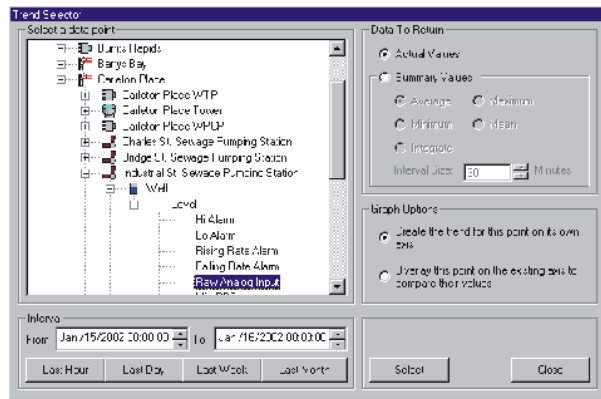 Trend Selector
Select a data point
Burnt Rapids
Barrys Bay
Carleton Place
Carleton Place WTP
Carleton Place Tower
Carleton Place WPCP
Charles St. Sewage Pumping Station
Bridge St. Sewage Pumping Station
Industrial St. Sewage Pumping Station
Well
Level
Hi Alarm
Lo Alarm
Rising Rate Alarm
Falling Rate Alarm
Raw Analog Input
Data To Return
Actual Values
Summary Values
Average
Maximum
Minimum
Mean
Integrate
Interval Size:
Minutes
Graph Options
Create the trend for this point on its own
axis
Overlay this point on the existing axis to
compare their values
Interval
From Jan/15/2002 00:00:00 To Jan/16/2002 00:00:00
Last Hour Last Day Last Week Last Month
Select Close